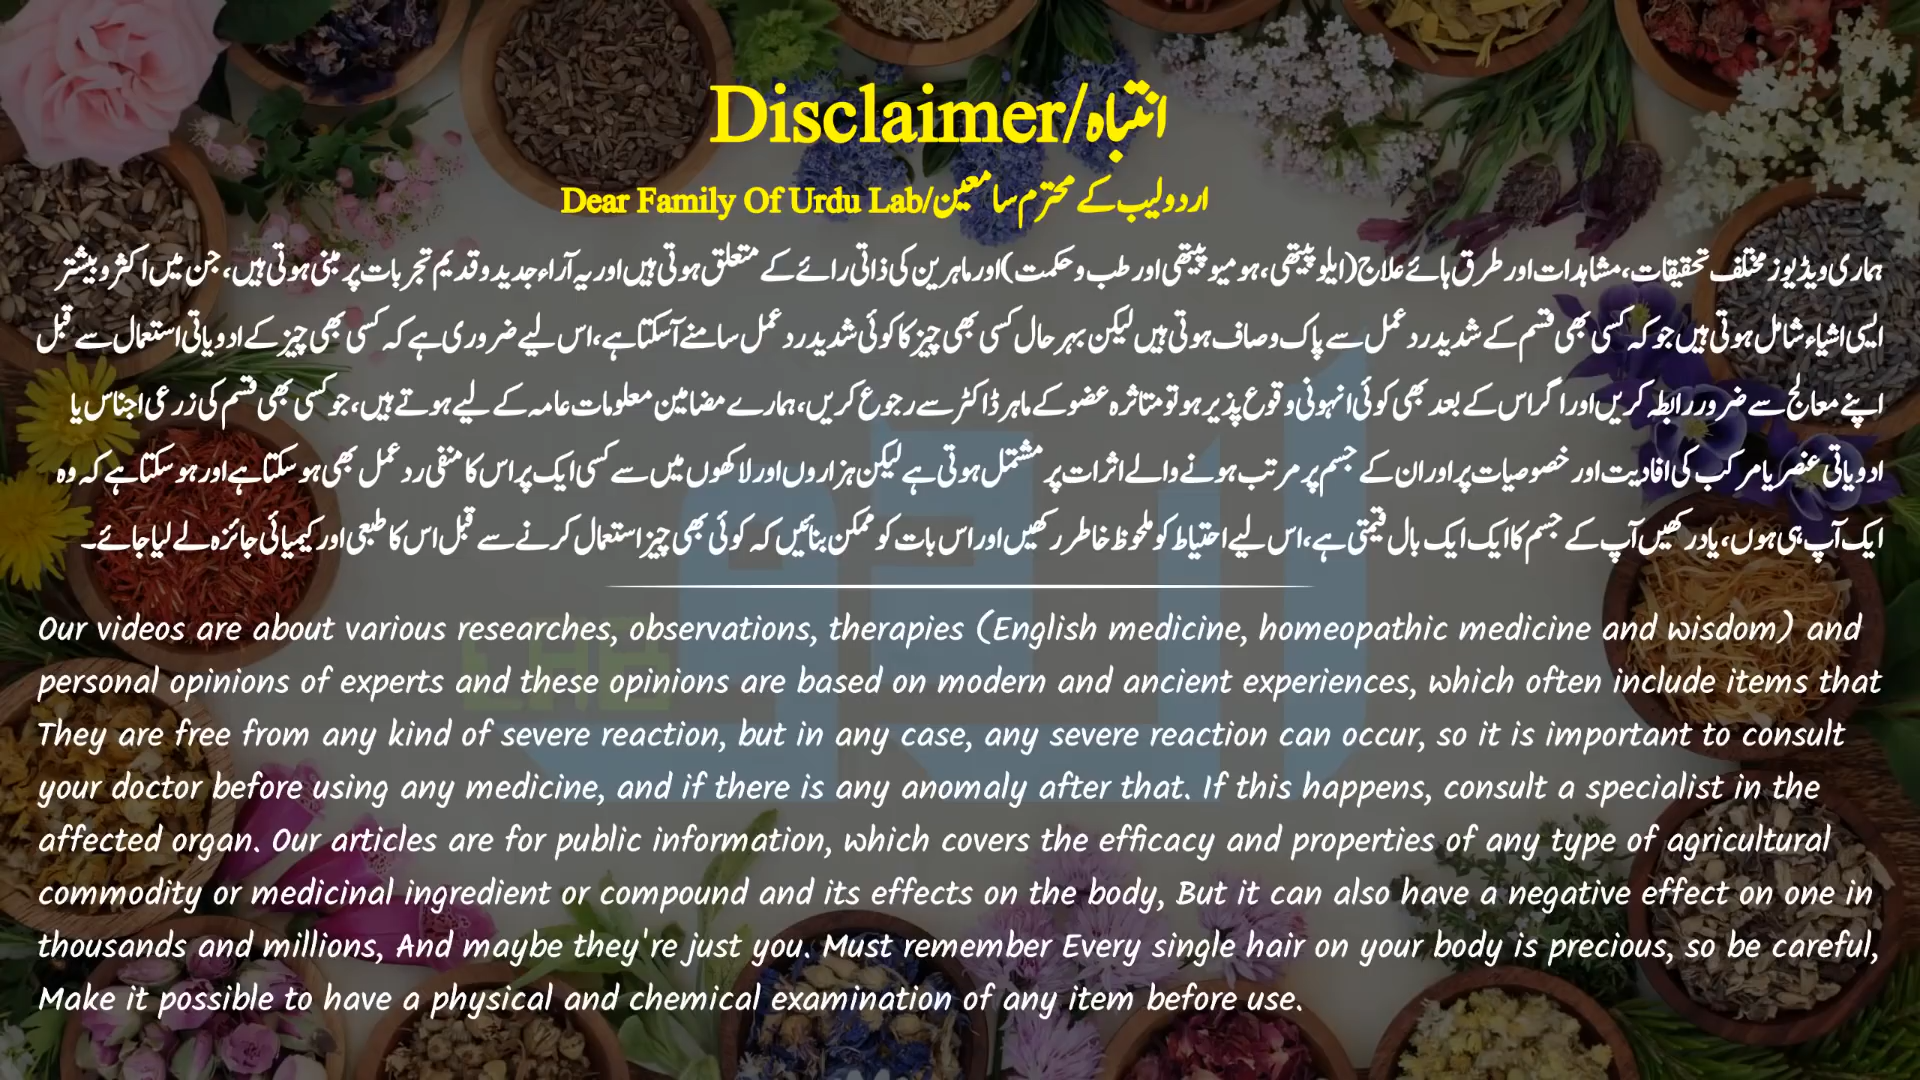 Disclaimer/انتباہ
Dear Family Of Urdu Lab/اردو لیب کے محترم سامعین
ہماری ویڈیوز مختلف تحقیقات، مشاہدات اور طرق ہائے علاج (ایلوپیتھی، ہومیوپیتھی اور طب و حکمت) اور ماہرین کی ذاتی رائے کے متعلق ہوتی ہیں اور یہ آراء جدید و قدیم تجربات پر مبنی ہوتی ہیں، جن میں اکثر و بیشتر
ایسی اشیاء شامل ہوتی ہیں جو کہ کسی بھی قسم کے شدید رد عمل سے پاک و صاف ہوتی ہیں لیکن بہر حال کسی بھی چیز کا کوئی شدید رد عمل سامنے آسکتا ہے، اس لیے ضروری ہے کہ کسی بھی چیز کے ادویاتی استعمال سے قبل
اپنے معالج سے ضرور رابطہ کریں اور اگر اس کے بعد بھی کوئی انہونی وقوع پذیر ہو تو متاثرہ عضو کے ماہر ڈاکٹر سے رجوع کریں، ہمارے مضامین معلومات عامہ کے لیے ہوتے ہیں، جو کسی بھی قسم کی زرعی اجناس یا
ادویاتی عنصر یا مرکب کی افادیت اور خصوصیات پر اور ان کے جسم پر مرتب ہونے والے اثرات پر مشتمل ہوتی ہے لیکن ہزاروں اور لاکھوں میں سے کسی ایک پر اس کا منفی رد عمل بھی ہو سکتا ہے اور ہو سکتا ہے کہ وہ
ایک آپ ہی ہوں، یاد رکھیں آپ کے جسم کا ایک ایک بال قیمتی ہے، اس لیے احتیاط کو ملحوظ خاطر رکھیں اور اس بات کو ممکن بنائیں کہ کوئی بھی چیز استعمال کرنے سے قبل اس کا طبعی اور کیمیائی جائزہ لے لیا جائے۔
Our videos are about various researches, observations, therapies (English medicine, homeopathic medicine and wisdom) and
personal opinions of experts and these opinions are based on modern and ancient experiences, which often include items that
They are free from any kind of severe reaction, but in any case, any severe reaction can occur, so it is important to consult
your doctor before using any medicine, and if there is any anomaly after that. If this happens, consult a specialist in the
affected organ. Our articles are for public information, which covers the efficacy and properties of any type of agricultural
commodity or medicinal ingredient or compound and its effects on the body, But it can also have a negative effect on one in
thousands and millions, And maybe they're just you. Must remember Every single hair on your body is precious, so be careful,
Make it possible to have a physical and chemical examination of any item before use.
اردو
LAB